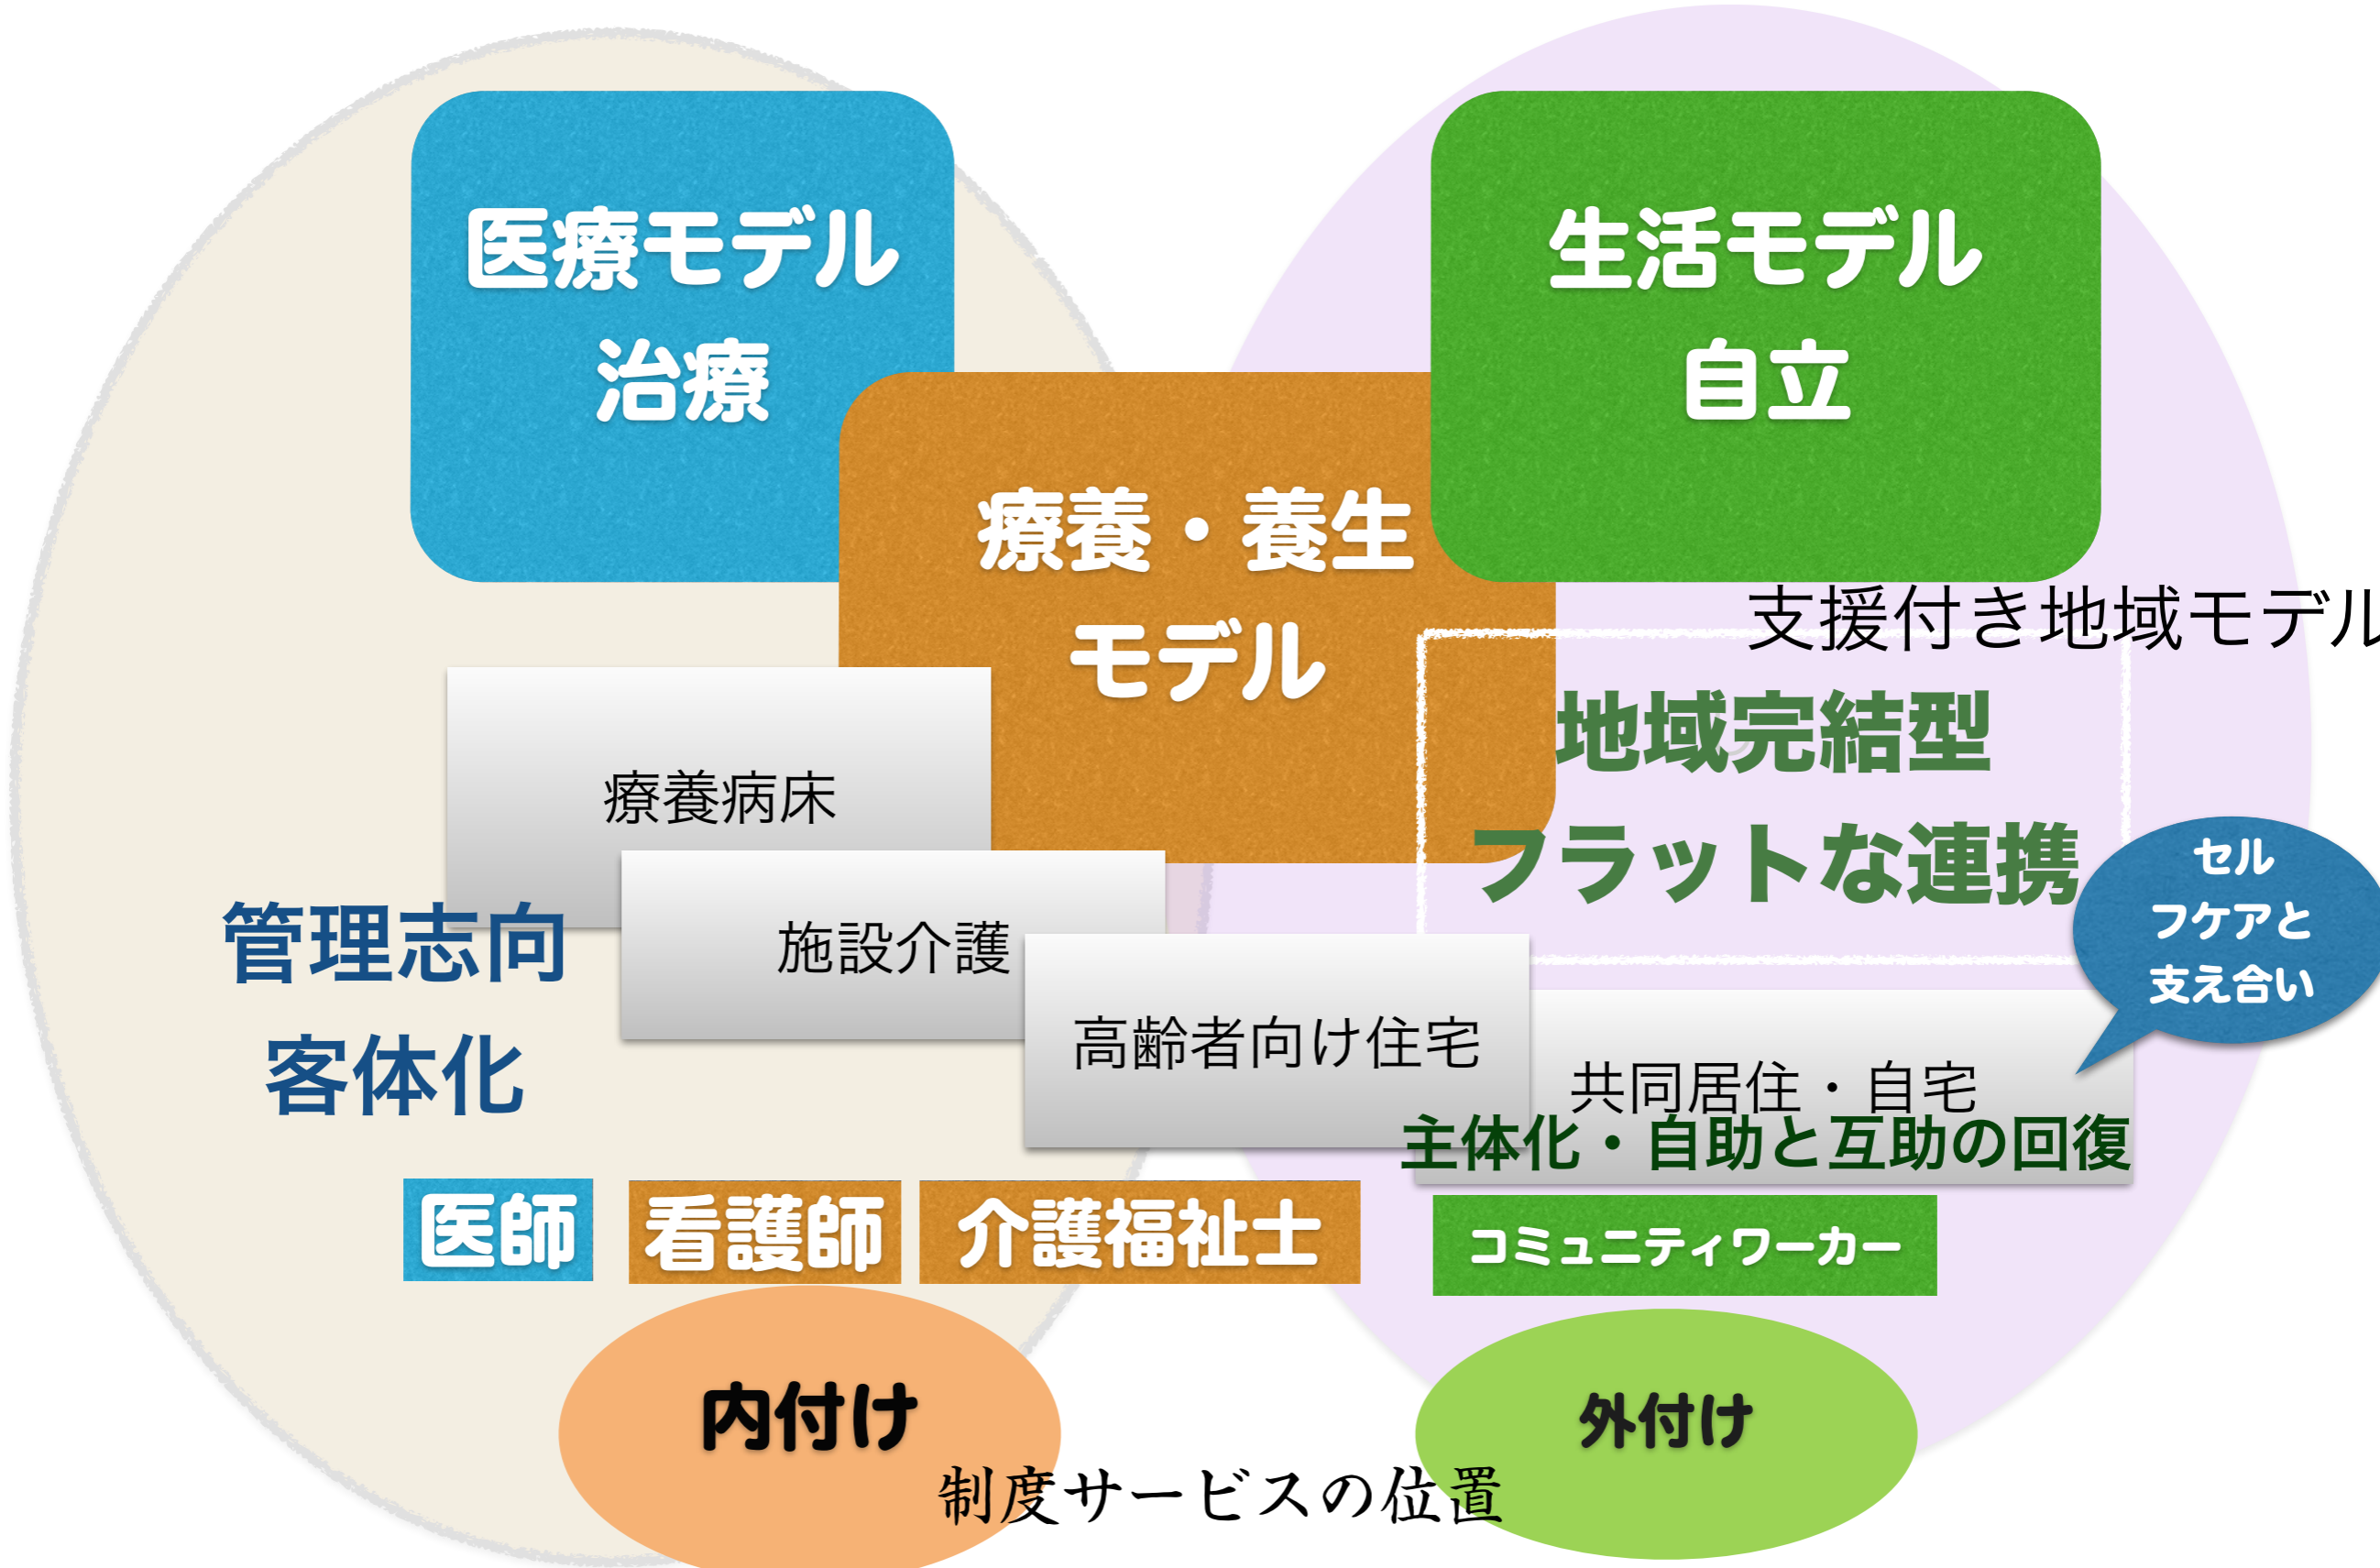 医療モデル
治療
生活モデル
自立
療養・養生
モデル
支援付き地域モデル
地域完結型
フラットな連携
療養病床
施設介護
高齢者向け住宅
共同居住・自宅
セル
フケアと
支え合い
管理志向
客体化
主体化・自助と互助の回復
医師
看護師
介護福祉士
コミュニティワーカー
内付け
外付け
制度サービスの位置